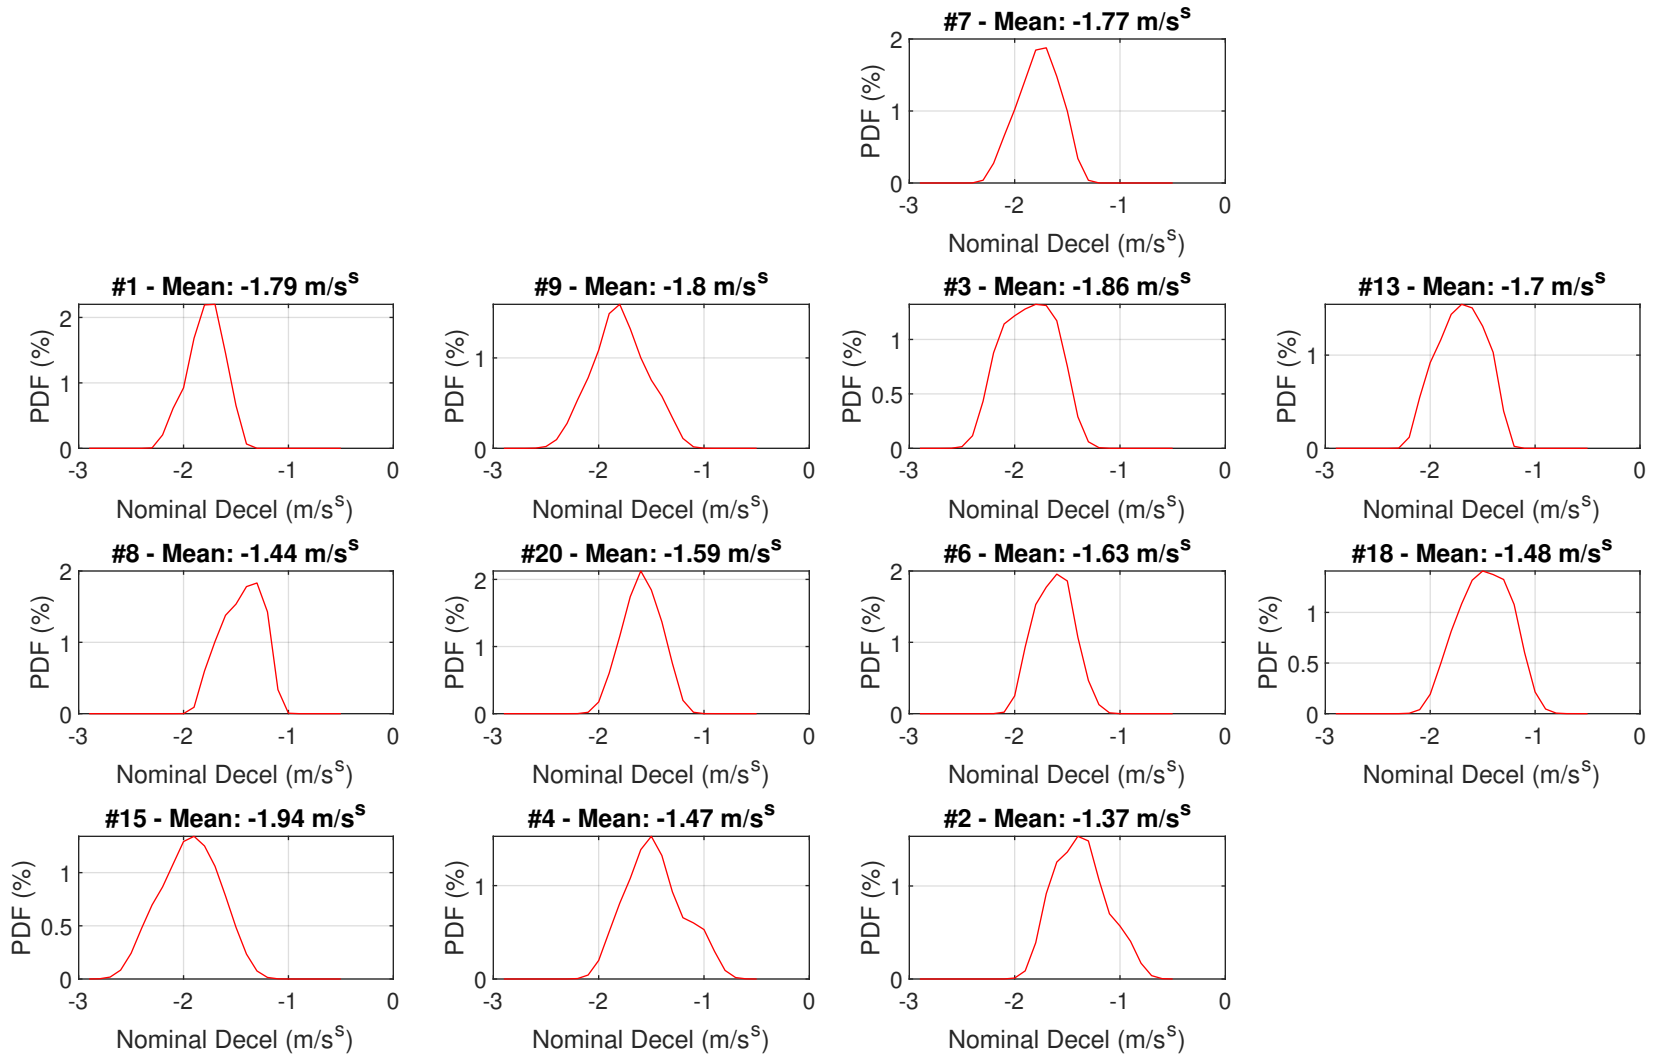 #7 - Mean: -1.77 m/s^s
PDF (%)
2
1
0
-3 -2 -1 0
Nominal Decel (m/s^s)
#1 - Mean: -1.79 m/s^s
PDF (%)
2
1
0
-3 -2 -1 0
Nominal Decel (m/s^s)
#9 - Mean: -1.8 m/s^s
PDF (%)
1
0
-3 -2 -1 0
Nominal Decel (m/s^s)
#3 - Mean: -1.86 m/s^s
PDF (%)
1
0.5
0
-3 -2 -1 0
Nominal Decel (m/s^s)
#13 - Mean: -1.7 m/s^s
PDF (%)
1
0
-3 -2 -1 0
Nominal Decel (m/s^s)
#8 - Mean: -1.44 m/s^s
PDF (%)
2
1
0
-3 -2 -1 0
Nominal Decel (m/s^s)
#20 - Mean: -1.59 m/s^s
PDF (%)
2
1
0
-3 -2 -1 0
Nominal Decel (m/s^s)
#6 - Mean: -1.63 m/s^s
PDF (%)
2
1
0
-3 -2 -1 0
Nominal Decel (m/s^s)
#18 - Mean: -1.48 m/s^s
PDF (%)
1
0.5
0
-3 -2 -1 0
Nominal Decel (m/s^s)
#15 - Mean: -1.94 m/s^s
PDF (%)
1
0.5
0
-3 -2 -1 0
Nominal Decel (m/s^s)
#4 - Mean: -1.47 m/s^s
PDF (%)
1
0
-3 -2 -1 0
Nominal Decel (m/s^s)
#2 - Mean: -1.37 m/s^s
PDF (%)
1
0
-3 -2 -1 0
Nominal Decel (m/s^s)